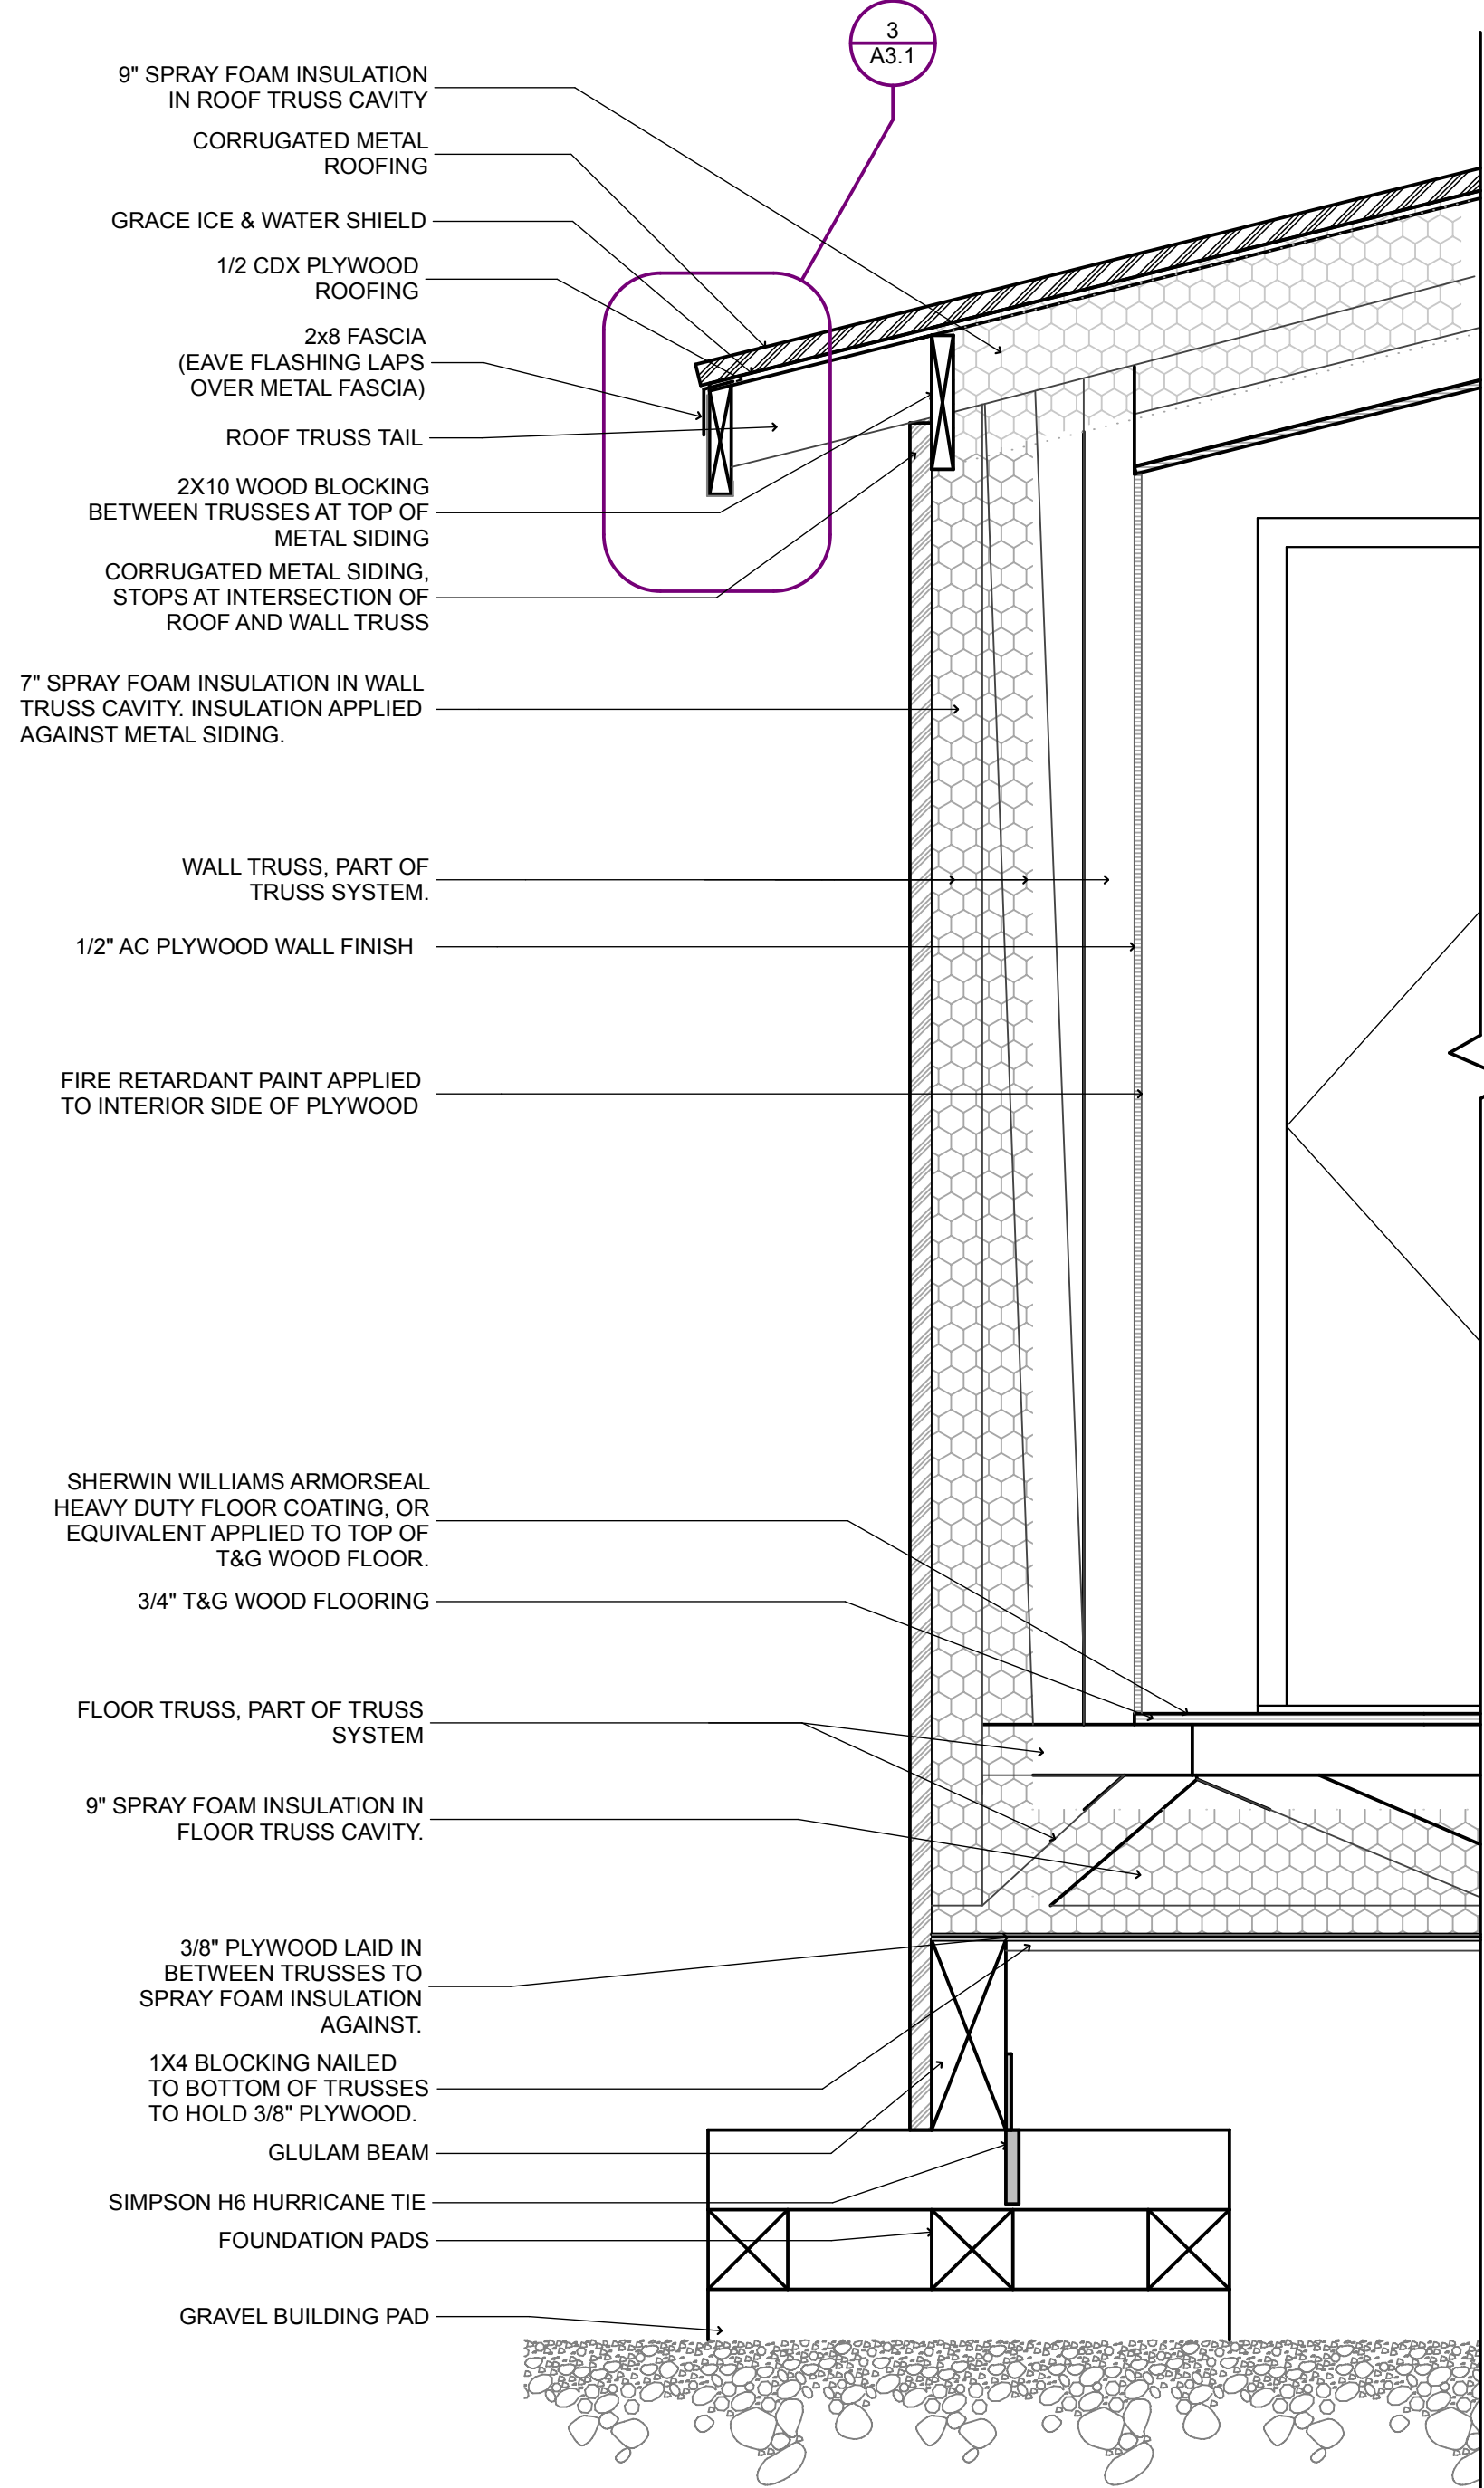 3
A3.1
9" SPRAY FOAM INSULATION
IN ROOF TRUSS CAVITY
CORRUGATED METAL
ROOFING
GRACE ICE & WATER SHIELD
1/2 CDX PLYWOOD
ROOFING
2x8 FASCIA
(EAVE FLASHING LAPS
OVER METAL FASCIA)
ROOF TRUSS TAIL
2X10 WOOD BLOCKING
BETWEEN TRUSSES AT TOP OF
METAL SIDING
CORRUGATED METAL SIDING,
STOPS AT INTERSECTION OF
ROOF AND WALL TRUSS
7" SPRAY FOAM INSULATION IN WALL
TRUSS CAVITY. INSULATION APPLIED
AGAINST METAL SIDING.
WALL TRUSS, PART OF
TRUSS SYSTEM.
1/2" AC PLYWOOD WALL FINISH
FIRE RETARDANT PAINT APPLIED
TO INTERIOR SIDE OF PLYWOOD
SHERWIN WILLIAMS ARMORSEAL
HEAVY DUTY FLOOR COATING, OR
EQUIVALENT APPLIED TO TOP OF
T&G WOOD FLOOR.
3/4" T&G WOOD FLOORING
FLOOR TRUSS, PART OF TRUSS
SYSTEM
9" SPRAY FOAM INSULATION IN
FLOOR TRUSS CAVITY.
3/8" PLYWOOD LAID IN
BETWEEN TRUSSES TO
SPRAY FOAM INSULATION
AGAINST.
1X4 BLOCKING NAILED
TO BOTTOM OF TRUSSES
TO HOLD 3/8" PLYWOOD.
GLULAM BEAM
SIMPSON H6 HURRICANE TIE
FOUNDATION PADS
GRAVEL BUILDING PAD